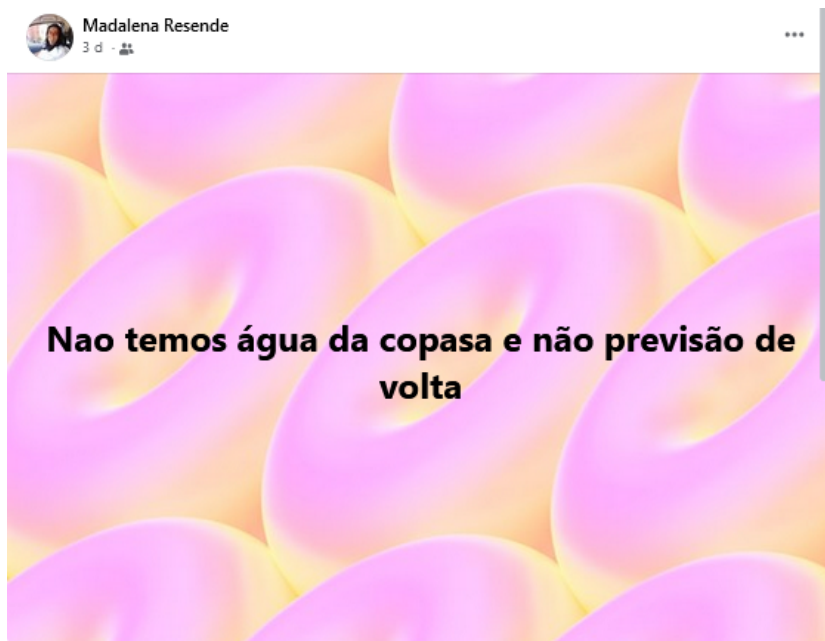 Madalena Resende
3 d ·
Nao temos água da copasa e não previsão de
volta